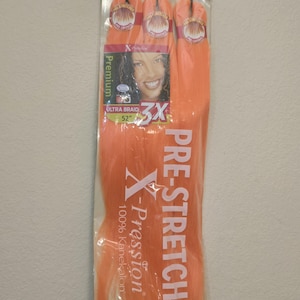 X-Pression
Premium
ULTRA BRAID
3X
52"
PRE-STRETCH
X-Pression
100% Kanekalon